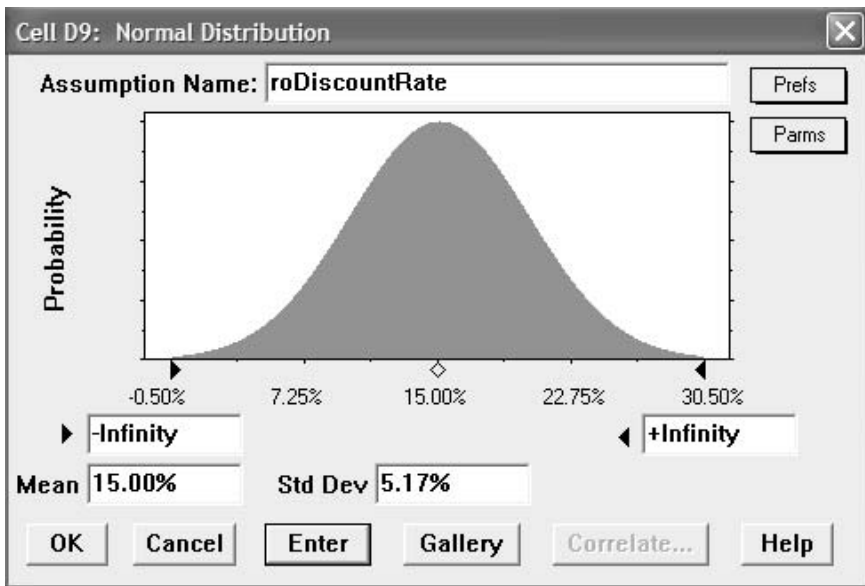 Cell D9: Normal Distribution
Assumption Name: roDiscountRate
Prefs
Parms
Probability
-0.50% 7.25% 15.00% 22.75% 30.50%
-Infinity +Infinity
Mean 15.00% Std Dev 5.17%
OK Cancel Enter Gallery Correlate... Help